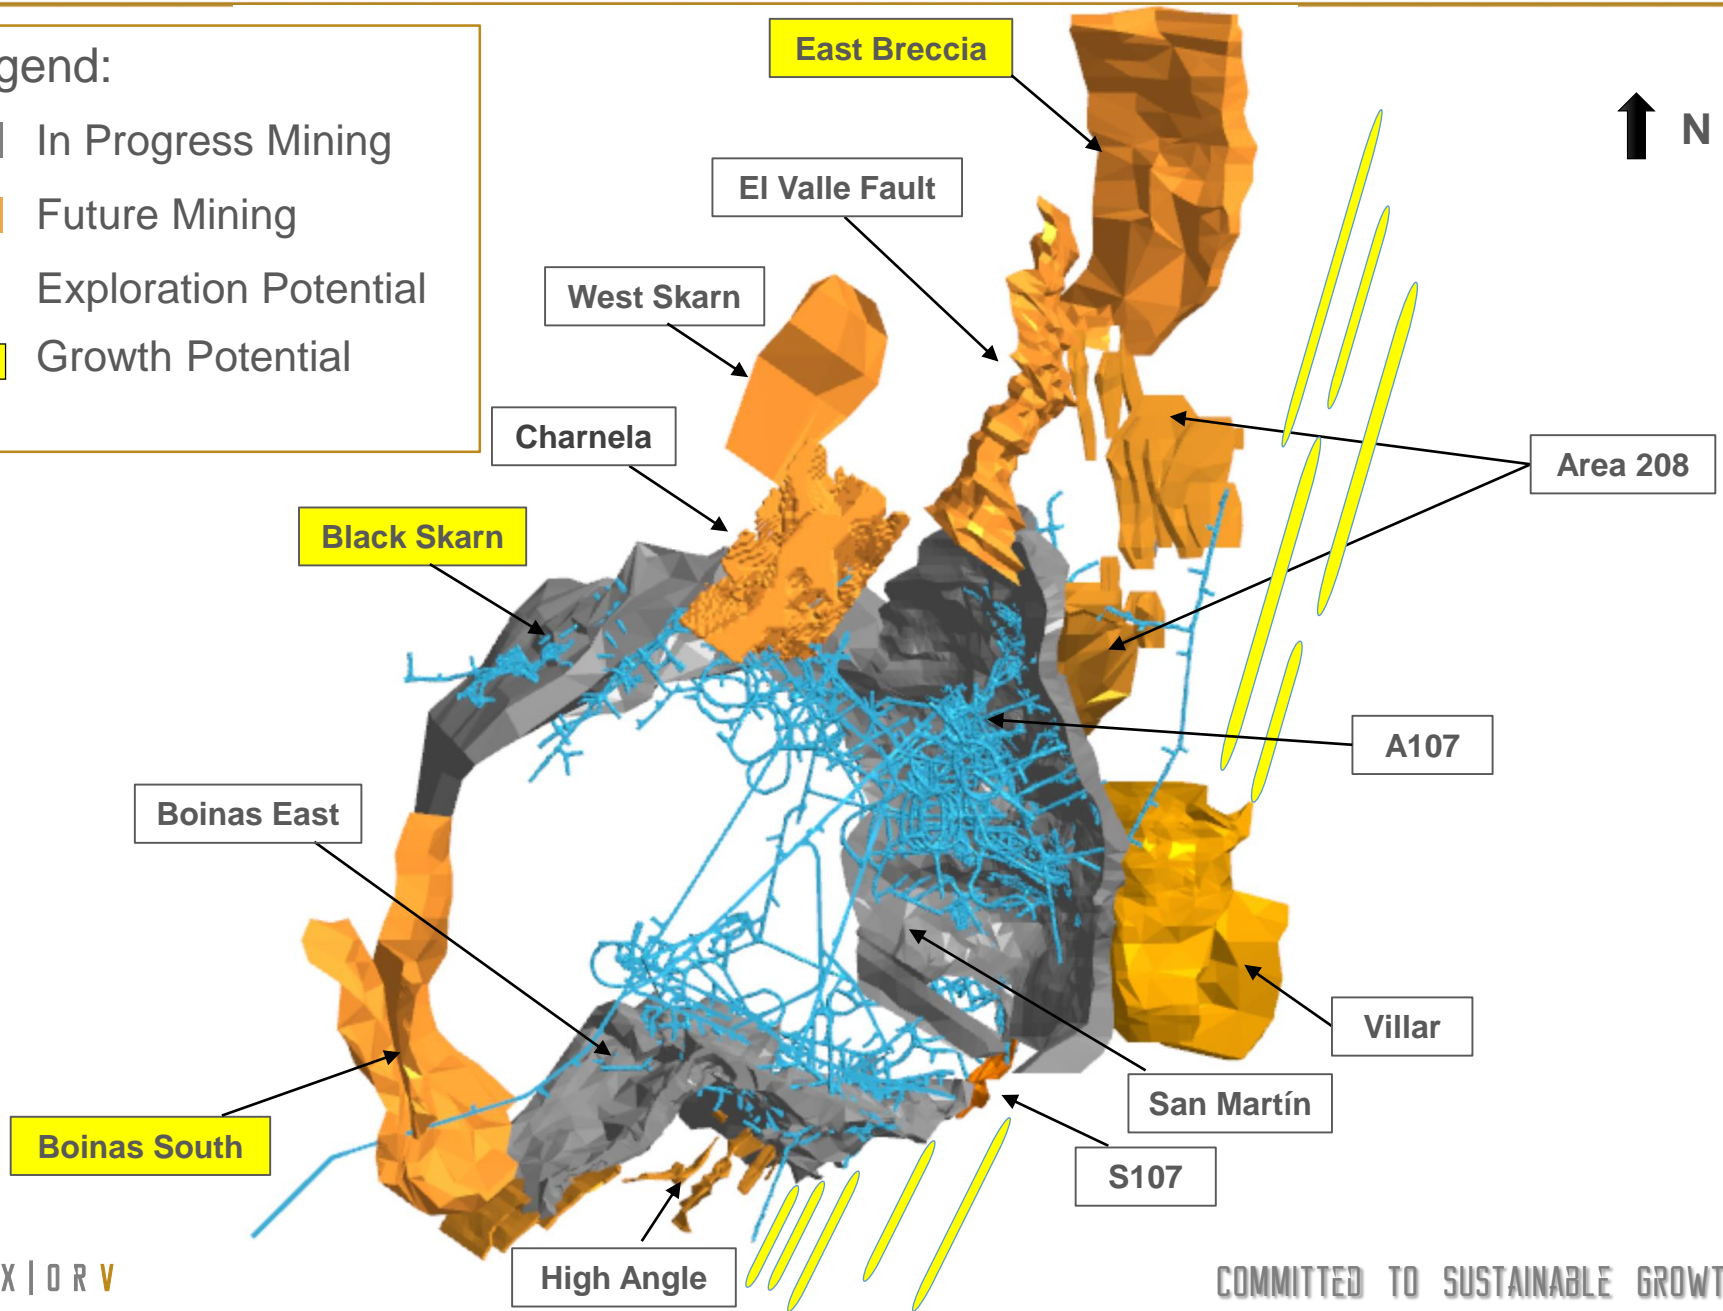 gend:
In Progress Mining
Future Mining
Exploration Potential
Growth Potential
East Breccia
N
El Valle Fault
West Skarn
Charnela
Area 208
Black Skarn
A107
Boinas East
Villar
San Martín
Boinas South
S107
High Angle
X|ORV
COMMITTED TO SUSTAINABLE GROWT